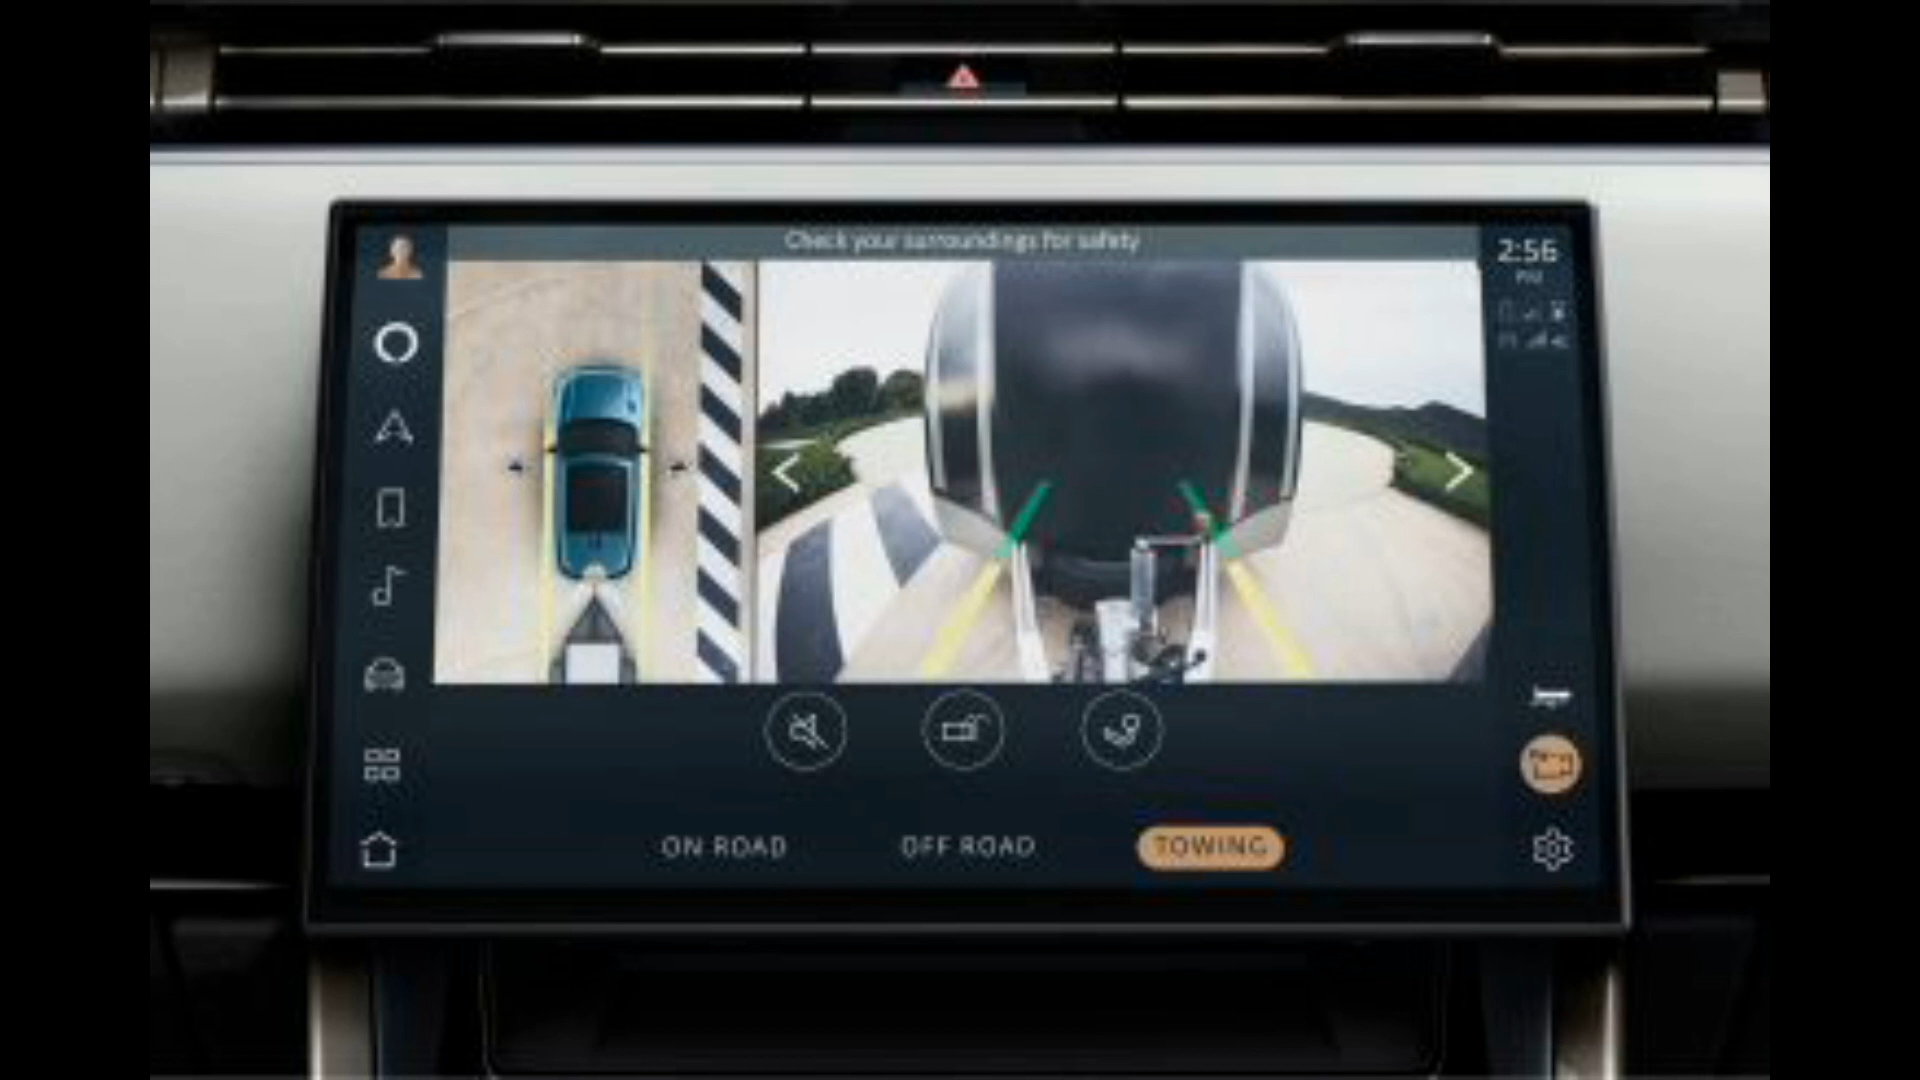 Check your surroundings for safety
2:56
PM
ON ROAD
OFF ROAD
TOWING